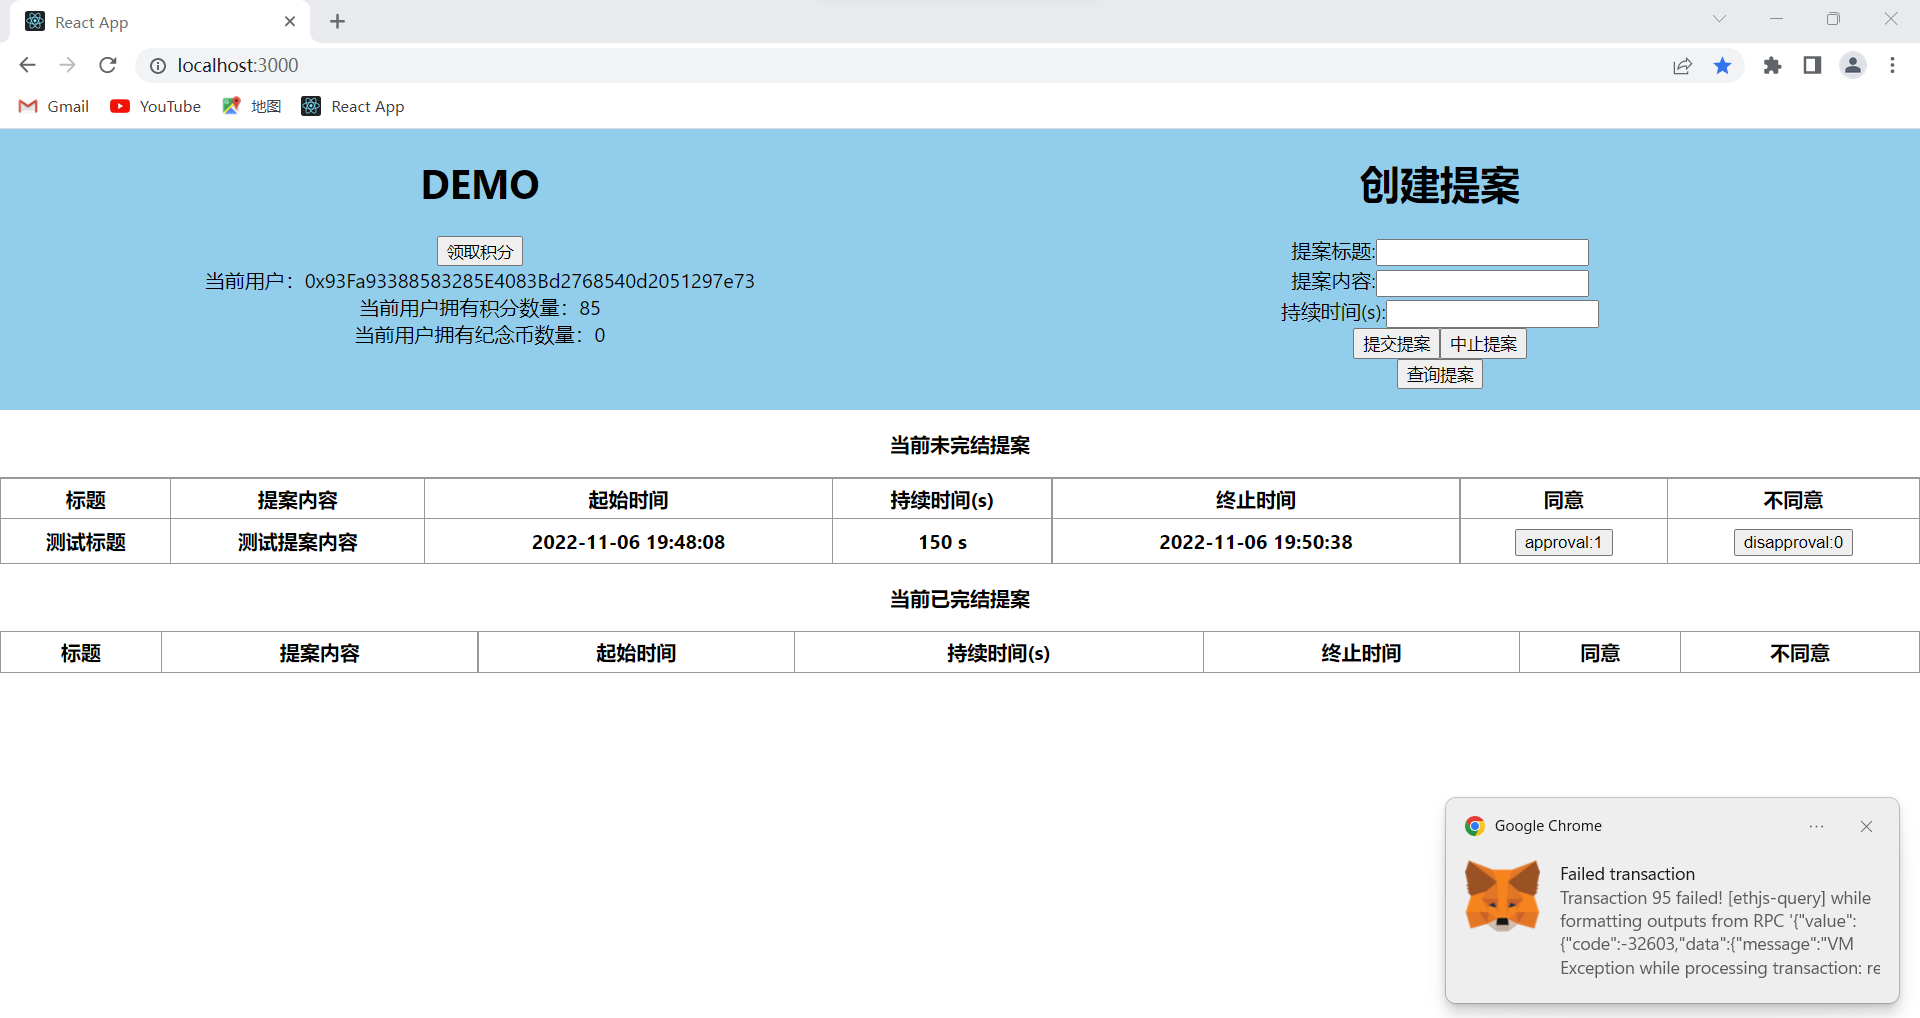 React App
localhost:3000
Gmail YouTube 地图 React App
DEMO
领取积分
当前用户：0x93Fa93388583285E4083Bd2768540d2051297e73
当前用户拥有积分数量：85
当前用户拥有纪念币数量：0
创建提案
提案标题:
提案内容:
持续时间(s):
提交提案 中止提案
查询提案
当前未完结提案
标题 提案内容 起始时间 持续时间(s) 终止时间 同意 不同意
测试标题 测试提案内容 2022-11-06 19:48:08 150 s 2022-11-06 19:50:38 approval:1 disapproval:0
当前已完结提案
标题 提案内容 起始时间 持续时间(s) 终止时间 同意 不同意
Google Chrome
Failed transaction
Transaction 95 failed! [ethjs-query] while
formatting outputs from RPC '{"value":
{"code":-32603,"data":{"message":"VM
Exception while processing transaction: re